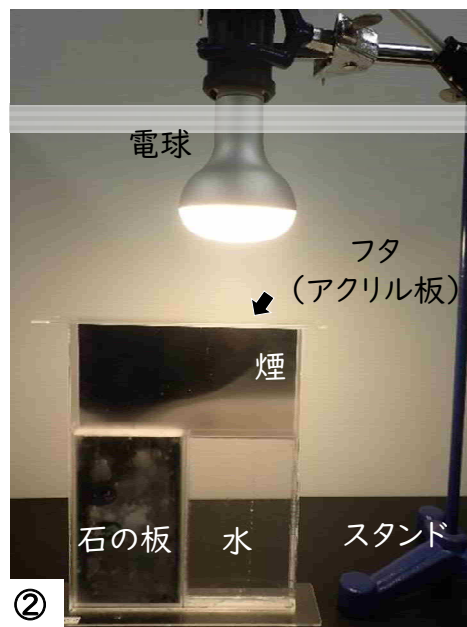 電球
フタ
(アクリル板)
煙
石の板
水
スタンド
②